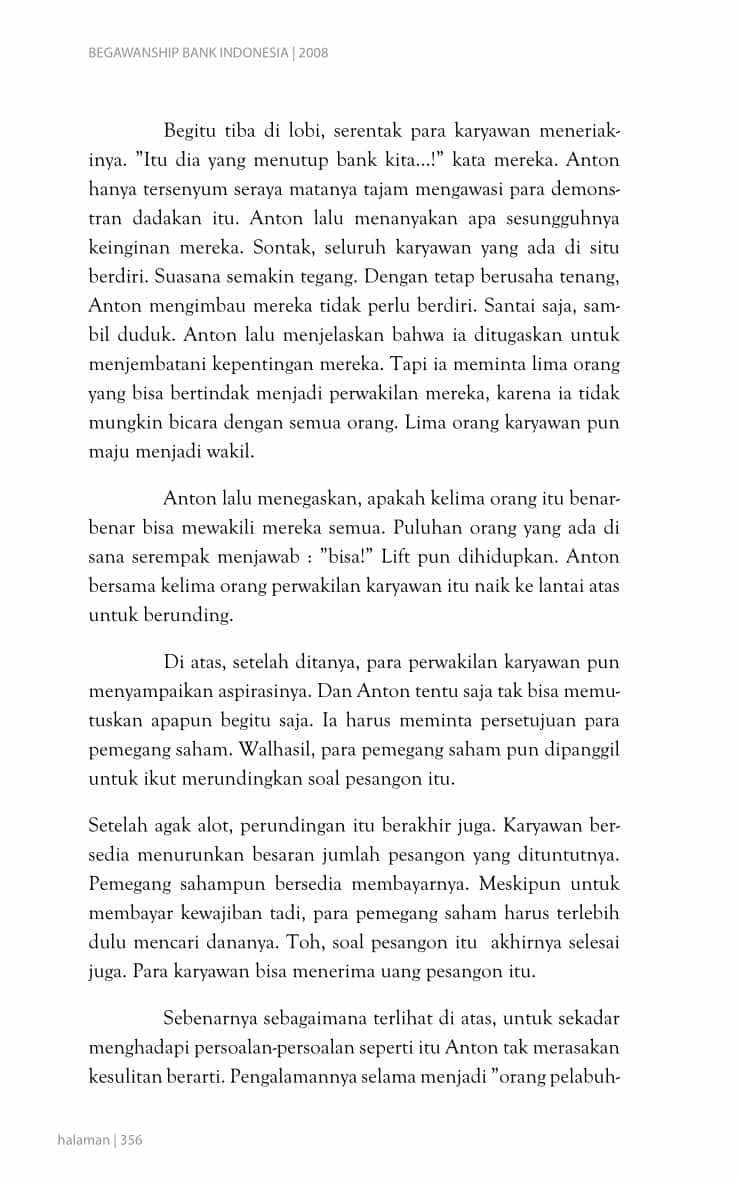 BEGAWANSHIP BANK INDONESIA | 2008
Begitu tiba di lobi, serentak para karyawan meneriak-
inya. ”Itu dia yang menutup bank kita...!” kata mereka. Anton
hanya tersenyum seraya matanya tajam mengawasi para demons-
tran dadakan itu. Anton lalu menanyakan apa sesungguhnya
keinginan mereka. Sontak, seluruh karyawan yang ada di situ
berdiri. Suasana semakin tegang. Dengan tetap berusaha tenang,
Anton mengimbau mereka tidak perlu berdiri. Santai saja, sam-
bil duduk. Anton lalu menjelaskan bahwa ia ditugaskan untuk
menjembatani kepentingan mereka. Tapi ia meminta lima orang
yang bisa bertindak menjadi perwakilan mereka, karena ia tidak
mungkin bicara dengan semua orang. Lima orang karyawan pun
maju menjadi wakil.
Anton lalu menegaskan, apakah kelima orang itu benar-
benar bisa mewakili mereka semua. Puluhan orang yang ada di
sana serempak menjawab : ”bisa!” Lift pun dihidupkan. Anton
bersama kelima orang perwakilan karyawan itu naik ke lantai atas
untuk berunding.
Di atas, setelah ditanya, para perwakilan karyawan pun
menyampaikan aspirasinya. Dan Anton tentu saja tak bisa memu-
tuskan apapun begitu saja. Ia harus meminta persetujuan para
pemegang saham. Walhasil, para pemegang saham pun dipanggil
untuk ikut merundingkan soal pesangon itu.
Setelah agak alot, perundingan itu berakhir juga. Karyawan ber-
sedia menurunkan besaran jumlah pesangon yang dituntutnya.
Pemegang sahampun bersedia membayarnya. Meskipun untuk
membayar kewajiban tadi, para pemegang saham harus terlebih
dulu mencari dananya. Toh, soal pesangon itu  akhirnya selesai
juga. Para karyawan bisa menerima uang pesangon itu.
Sebenarnya sebagaimana terlihat di atas, untuk sekadar
menghadapi persoalan-persoalan seperti itu Anton tak merasakan
kesulitan berarti. Pengalamannya selama menjadi ”orang pelabuh-
halaman | 356